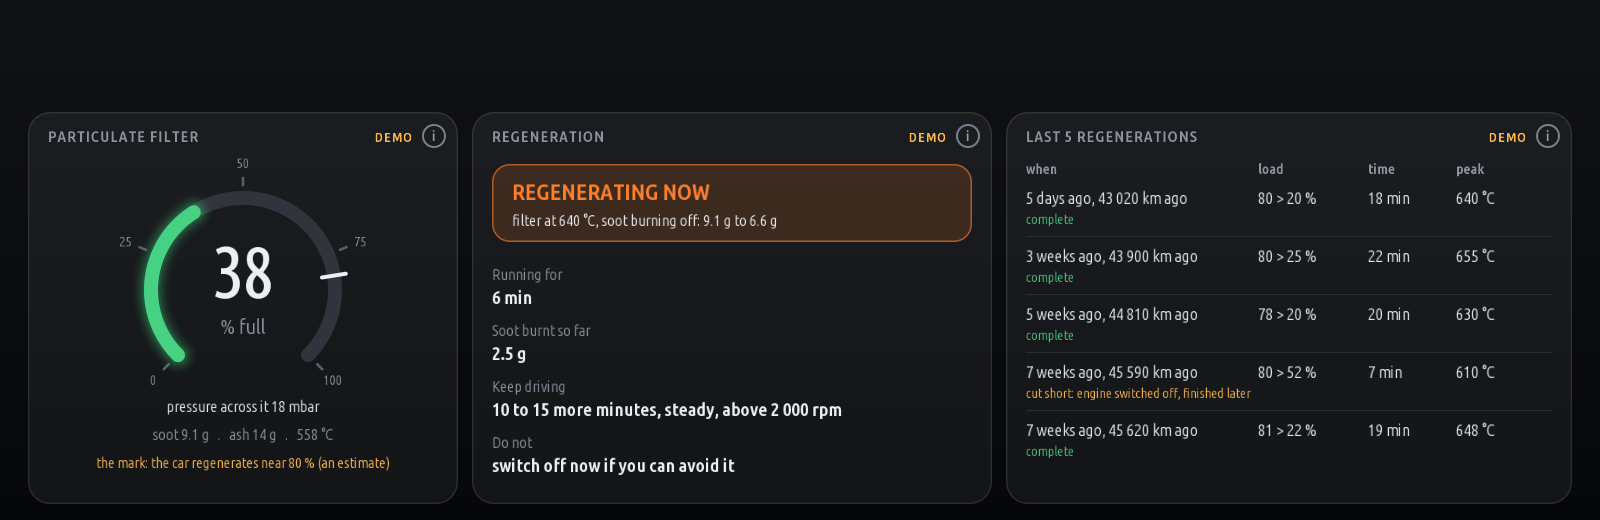 PARTICULATE FILTER
DEMO
i
50
25
75
38
% full
0
100
pressure across it 18 mbar
soot 9.1 g . ash 14 g . 558 °C
the mark: the car regenerates near 80 % (an estimate)
REGENERATION
DEMO
i
REGENERATING NOW
filter at 640 °C, soot burning off: 9.1 g to 6.6 g
Running for
6 min
Soot burnt so far
2.5 g
Keep driving
10 to 15 more minutes, steady, above 2 000 rpm
Do not
switch off now if you can avoid it
LAST 5 REGENERATIONS
DEMO
i
when load time peak
5 days ago, 43 020 km ago 80 > 20 % 18 min 640 °C
complete
3 weeks ago, 43 900 km ago 80 > 25 % 22 min 655 °C
complete
5 weeks ago, 44 810 km ago 78 > 20 % 20 min 630 °C
complete
7 weeks ago, 45 590 km ago 80 > 52 % 7 min 610 °C
cut short: engine switched off, finished later
7 weeks ago, 45 620 km ago 81 > 22 % 19 min 648 °C
complete